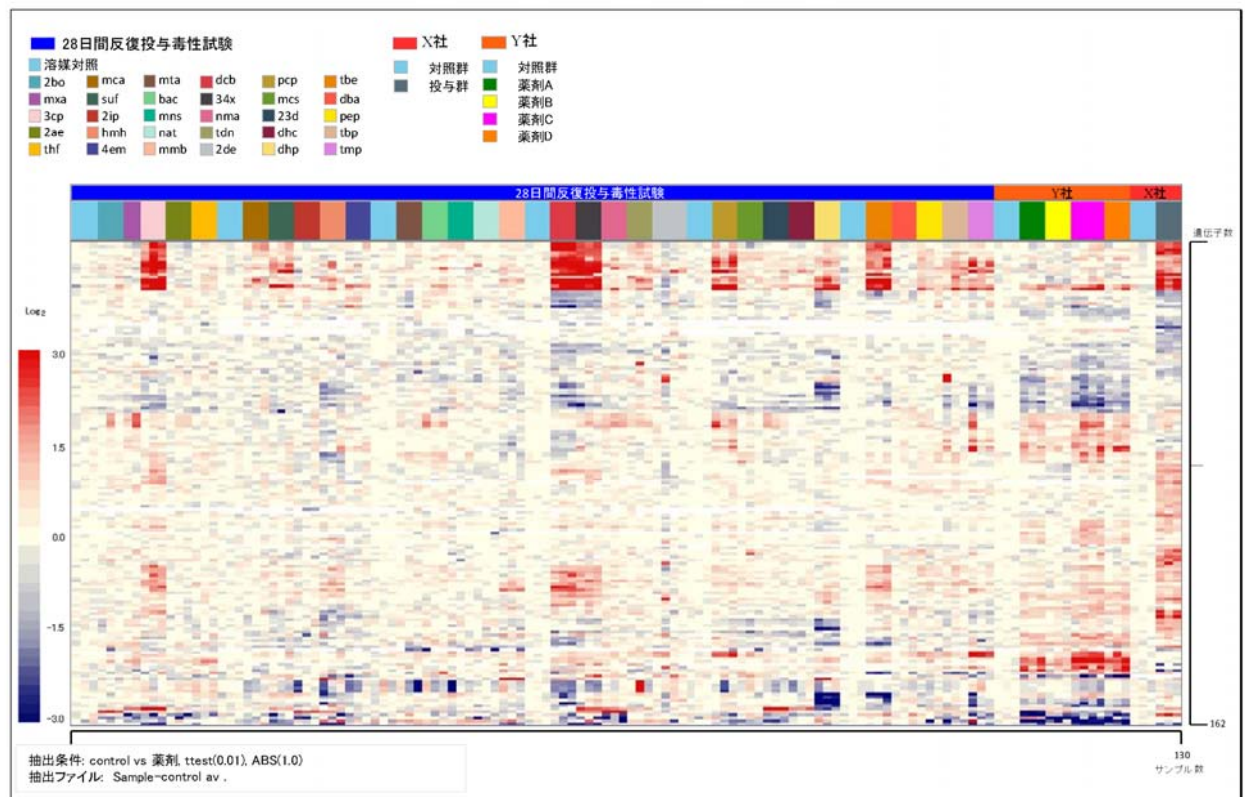 28日間反復投与毒性試験
溶媒対照
2bo mca mta dcb pcp tbe
mxa suf bac 34x mcs dba
3cp 2ip mns nma 23d pep
2ae hmh nat tdn dhc tbp
thf 4em mmb 2de dhp tmp
X社 Y社
対照群 対照群
投与群 薬剤A
薬剤B
薬剤C
薬剤D
28日間反復投与毒性試験 Y社 X社
遺伝子数
Log2
3.0
1.5
0.0
-1.5
-3.0
162
130
サンプル数
抽出条件: control vs 薬剤, ttest(0.01), ABS(1.0)
抽出ファイル: Sample-control av .